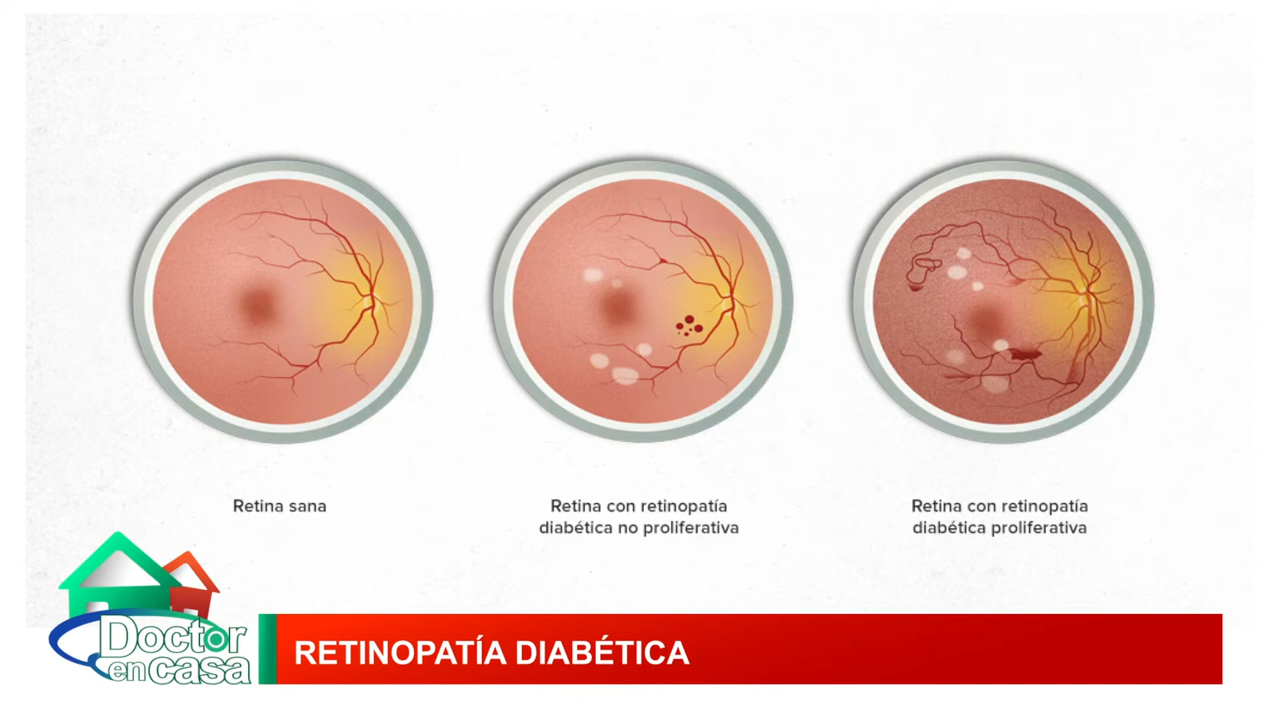 Retina sana
Retina con retinopatía
diabética no proliferativa
Retina con retinopatía
diabética proliferativa
Doctor
en casa
RETINOPATÍA DIABÉTICA